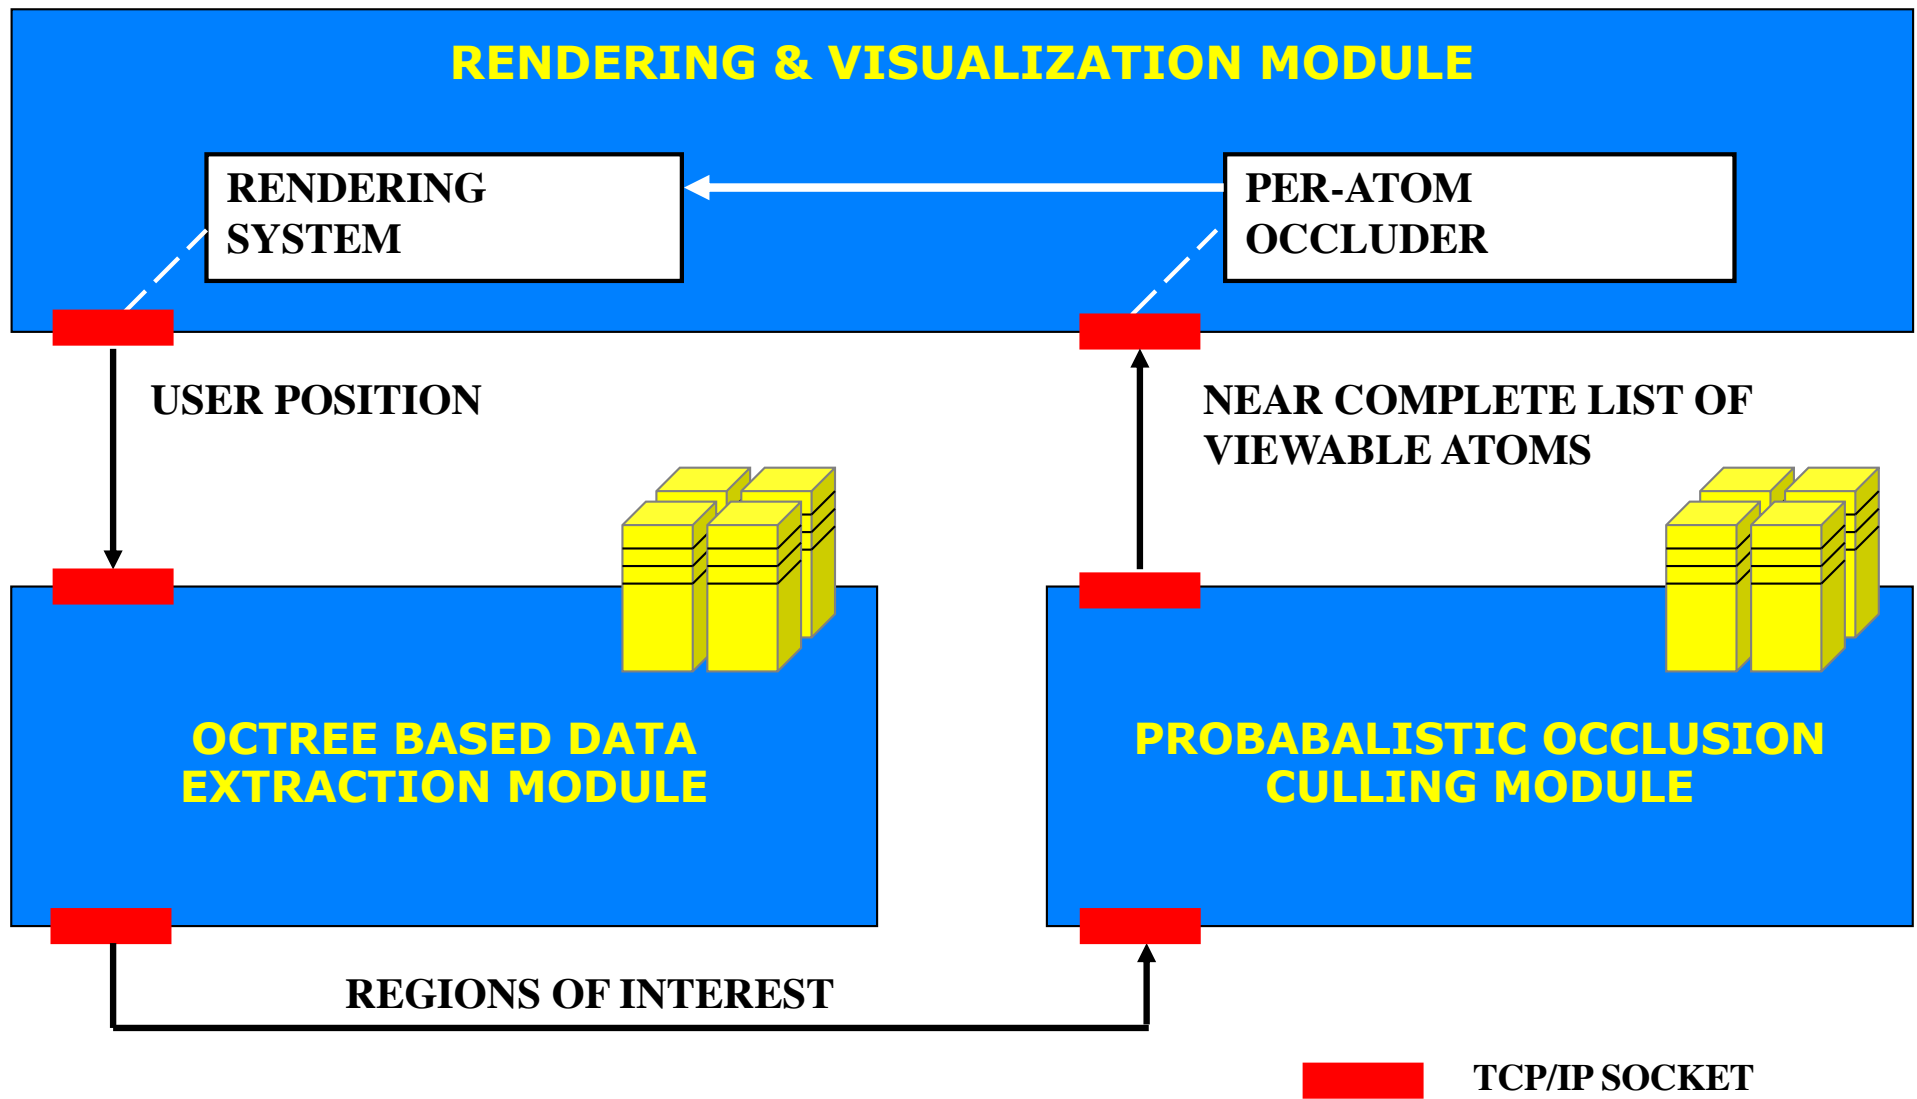 RENDERING & VISUALIZATION MODULE
RENDERING
SYSTEM
PER-ATOM
OCCLUDER
USER POSITION
NEAR COMPLETE LIST OF
VIEWABLE ATOMS
OCTREE BASED DATA
EXTRACTION MODULE
PROBABALISTIC OCCLUSION
CULLING MODULE
REGIONS OF INTEREST
TCP/IP SOCKET